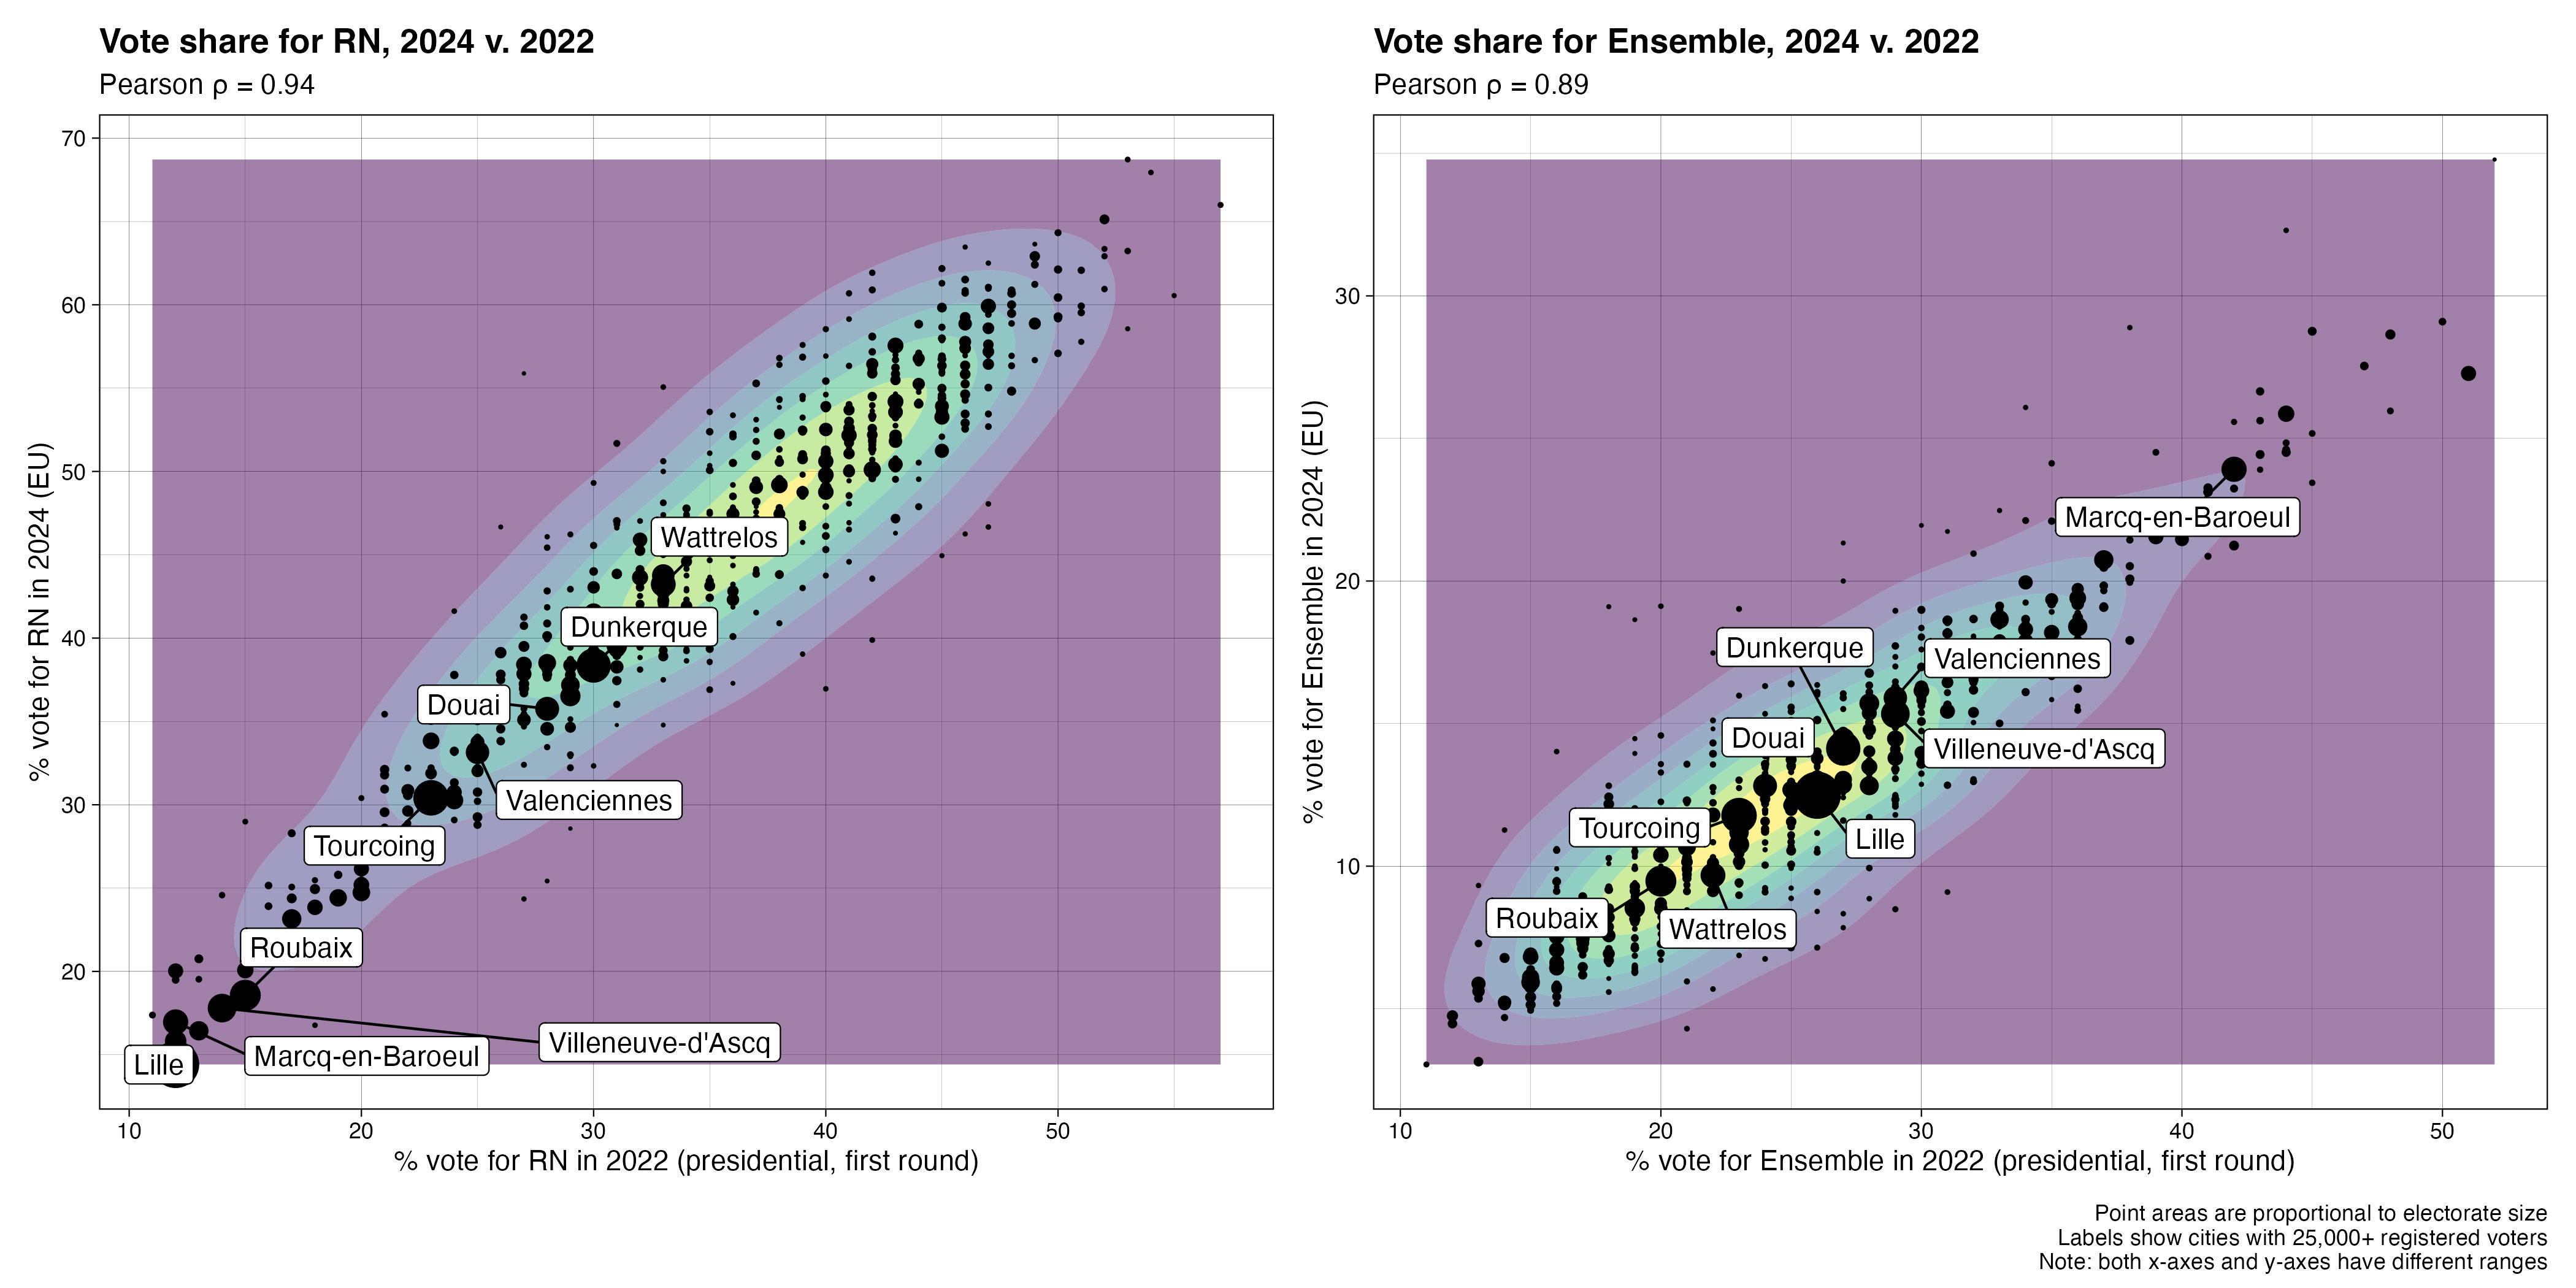 Vote share for RN, 2024 v. 2022
Pearson ρ = 0.94
70
60
50
40
30
20
% vote for RN in 2024 (EU)
Wattrelos
Dunkerque
Douai
Valenciennes
Tourcoing
Roubaix
Villeneuve-d'Ascq
Marcq-en-Baroeul
Lille
10
20
30
40
50
% vote for RN in 2022 (presidential, first round)
Vote share for Ensemble, 2024 v. 2022
Pearson ρ = 0.89
30
20
10
% vote for Ensemble in 2024 (EU)
Marcq-en-Baroeul
Dunkerque
Valenciennes
Douai
Villeneuve-d'Ascq
Tourcoing
Lille
Roubaix
Wattrelos
10
20
30
40
50
% vote for Ensemble in 2022 (presidential, first round)
Point areas are proportional to electorate size
Labels show cities with 25,000+ registered voters
Note: both x-axes and y-axes have different ranges